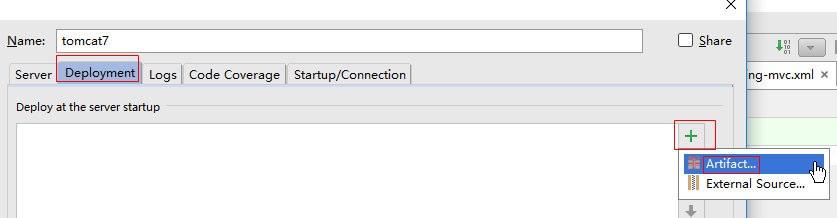 Name: tomcat7 Share
Server Deployment Logs Code Coverage Startup/Connection
ng-mvc.xml
Deploy at the server startup
Artifact...
External Source...